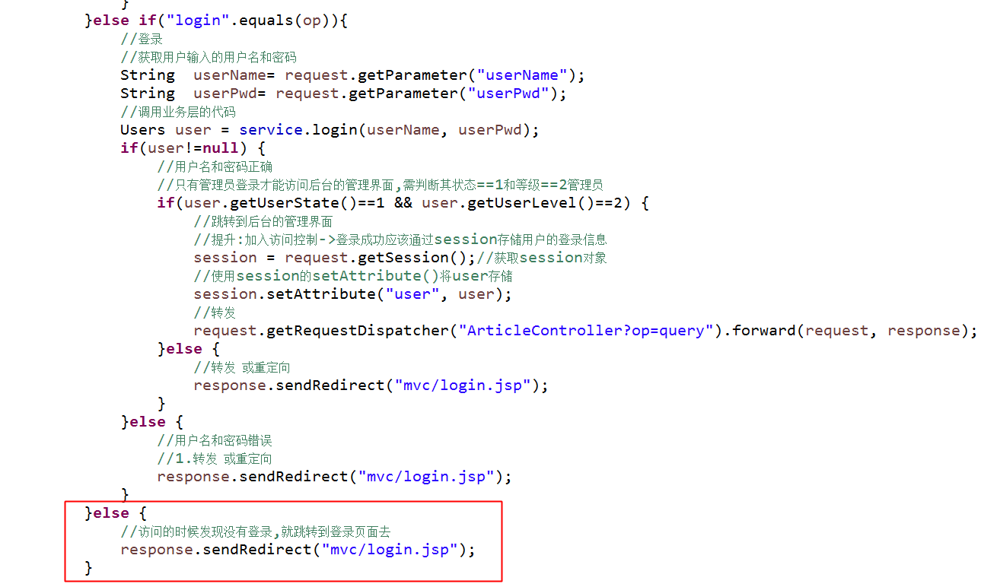 }
}else if("login".equals(op)){
//登录
//获取用户输入的用户名和密码
String  userName= request.getParameter("userName");
String  userPwd= request.getParameter("userPwd");
//调用业务层的代码
Users user = service.login(userName, userPwd);
if(user!=null) {
//用户名和密码正确
//只有管理员登录才能访问后台的管理界面,需判断其状态==1和等级==2管理员
if(user.getUserState()==1 && user.getUserLevel()==2) {
//跳转到后台的管理界面
//提升:加入访问控制->登录成功应该通过session存储用户的登录信息
session = request.getSession();//获取session对象
//使用session的setAttribute()将user存储
session.setAttribute("user", user);
//转发
request.getRequestDispatcher("ArticleController?op=query").forward(request, response);
}else {
//转发 或重定向
response.sendRedirect("mvc/login.jsp");
}
}else {
//用户名和密码错误
//1.转发 或重定向
response.sendRedirect("mvc/login.jsp");
}
}else {
//访问的时候发现没有登录,就跳转到登录页面去
response.sendRedirect("mvc/login.jsp");
}